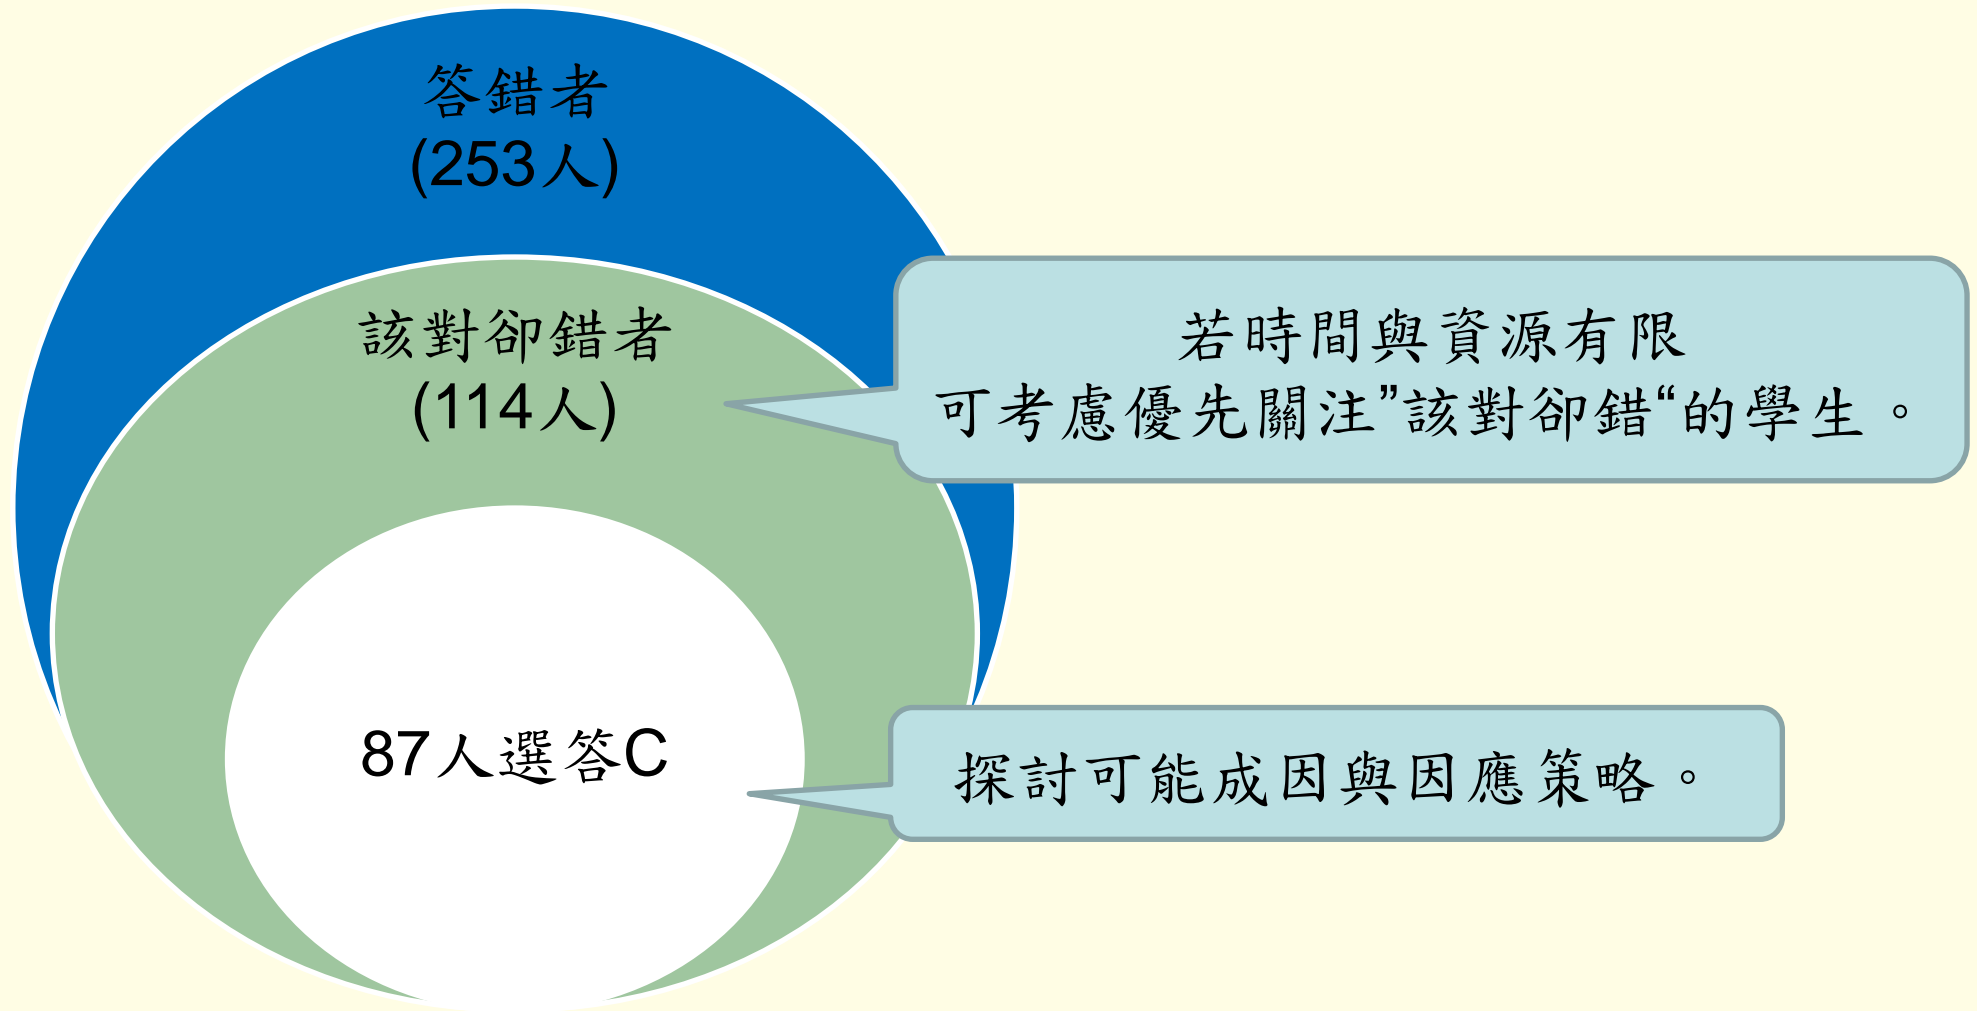 答錯者
(253人)
該對卻錯者
(114人)
若時間與資源有限
可考慮優先關注”該對卻錯“的學生。
87人選答C
探討可能成因與因應策略。